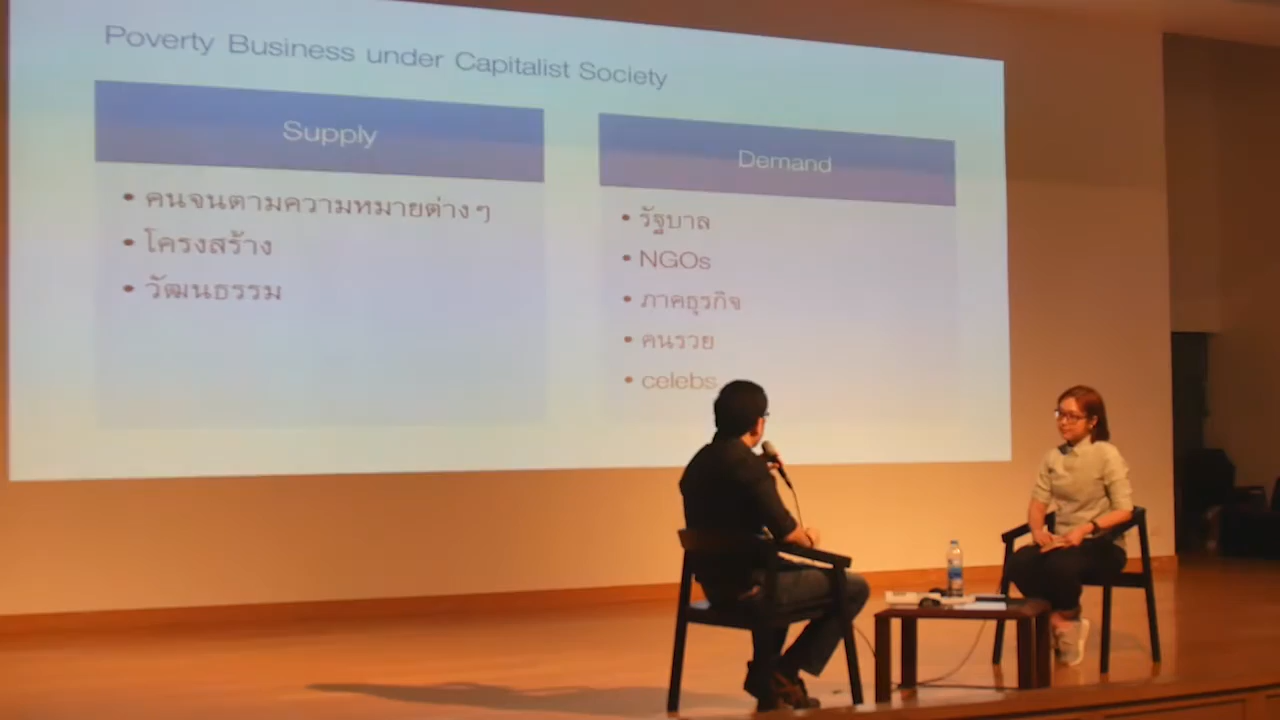 Poverty Business under Capitalist Society
Supply
• คนจนตามความหมายต่างๆ
• โครงสร้าง
• วัฒนธรรม
Demand
• รัฐบาล
• NGOs
• ภาคธุรกิจ
• คนรวย
• celebs